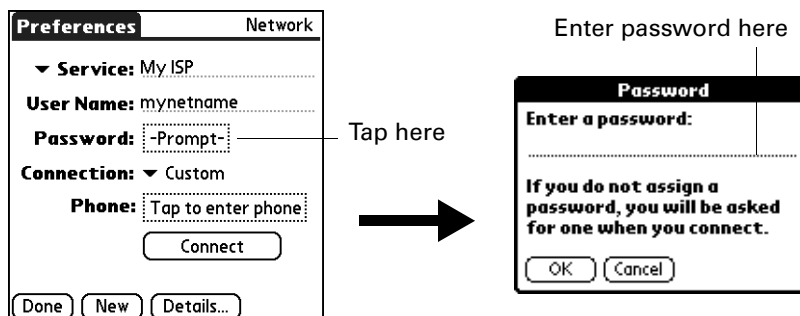 Preferences Network
Service: My ISP
User Name: mynetname
Password: -Prompt-
Connection: Custom
Phone: Tap to enter phone
Connect
Done New Details...
Tap here
Enter password here
Password
Enter a password:
If you do not assign a
password, you will be asked
for one when you connect.
OK Cancel